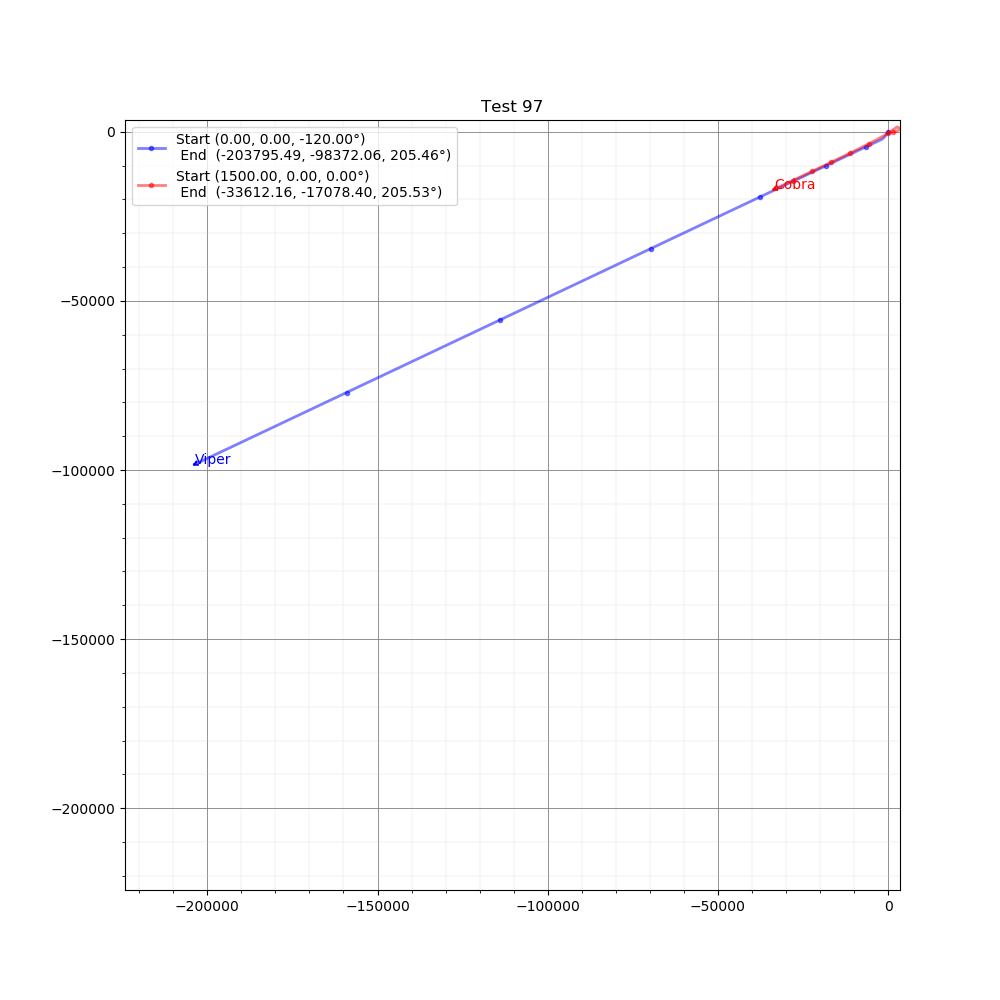 Test 97
Start (0.00, 0.00, -120.00°)
End  (-203795.49, -98372.06, 205.46°)
Start (1500.00, 0.00, 0.00°)
End  (-33612.16, -17078.40, 205.53°)
0
−50000
−100000
−150000
−200000
Cobra
Viper
−200000
−150000
−100000
−50000
0